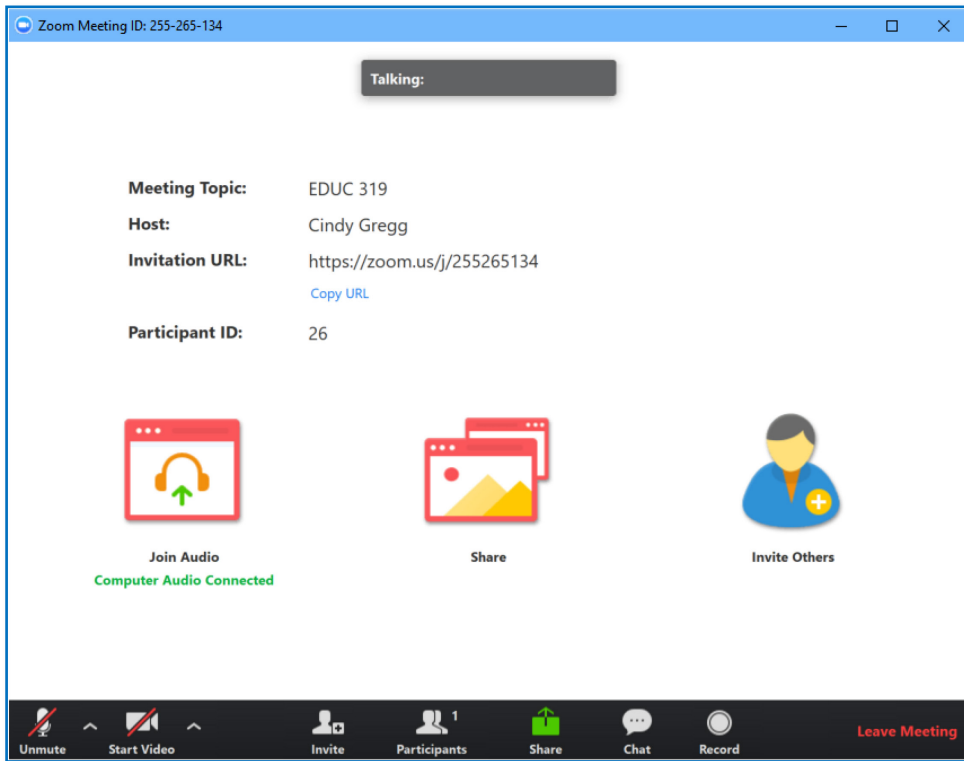 Zoom Meeting ID: 255-265-134
Talking:
Meeting Topic: EDUC 319
Host: Cindy Gregg
Invitation URL: https://zoom.us/j/255265134
Copy URL
Participant ID: 26
Join Audio Share Invite Others
Computer Audio Connected
1
Unmute Start Video Invite Participants Share Chat Record Leave Meeting